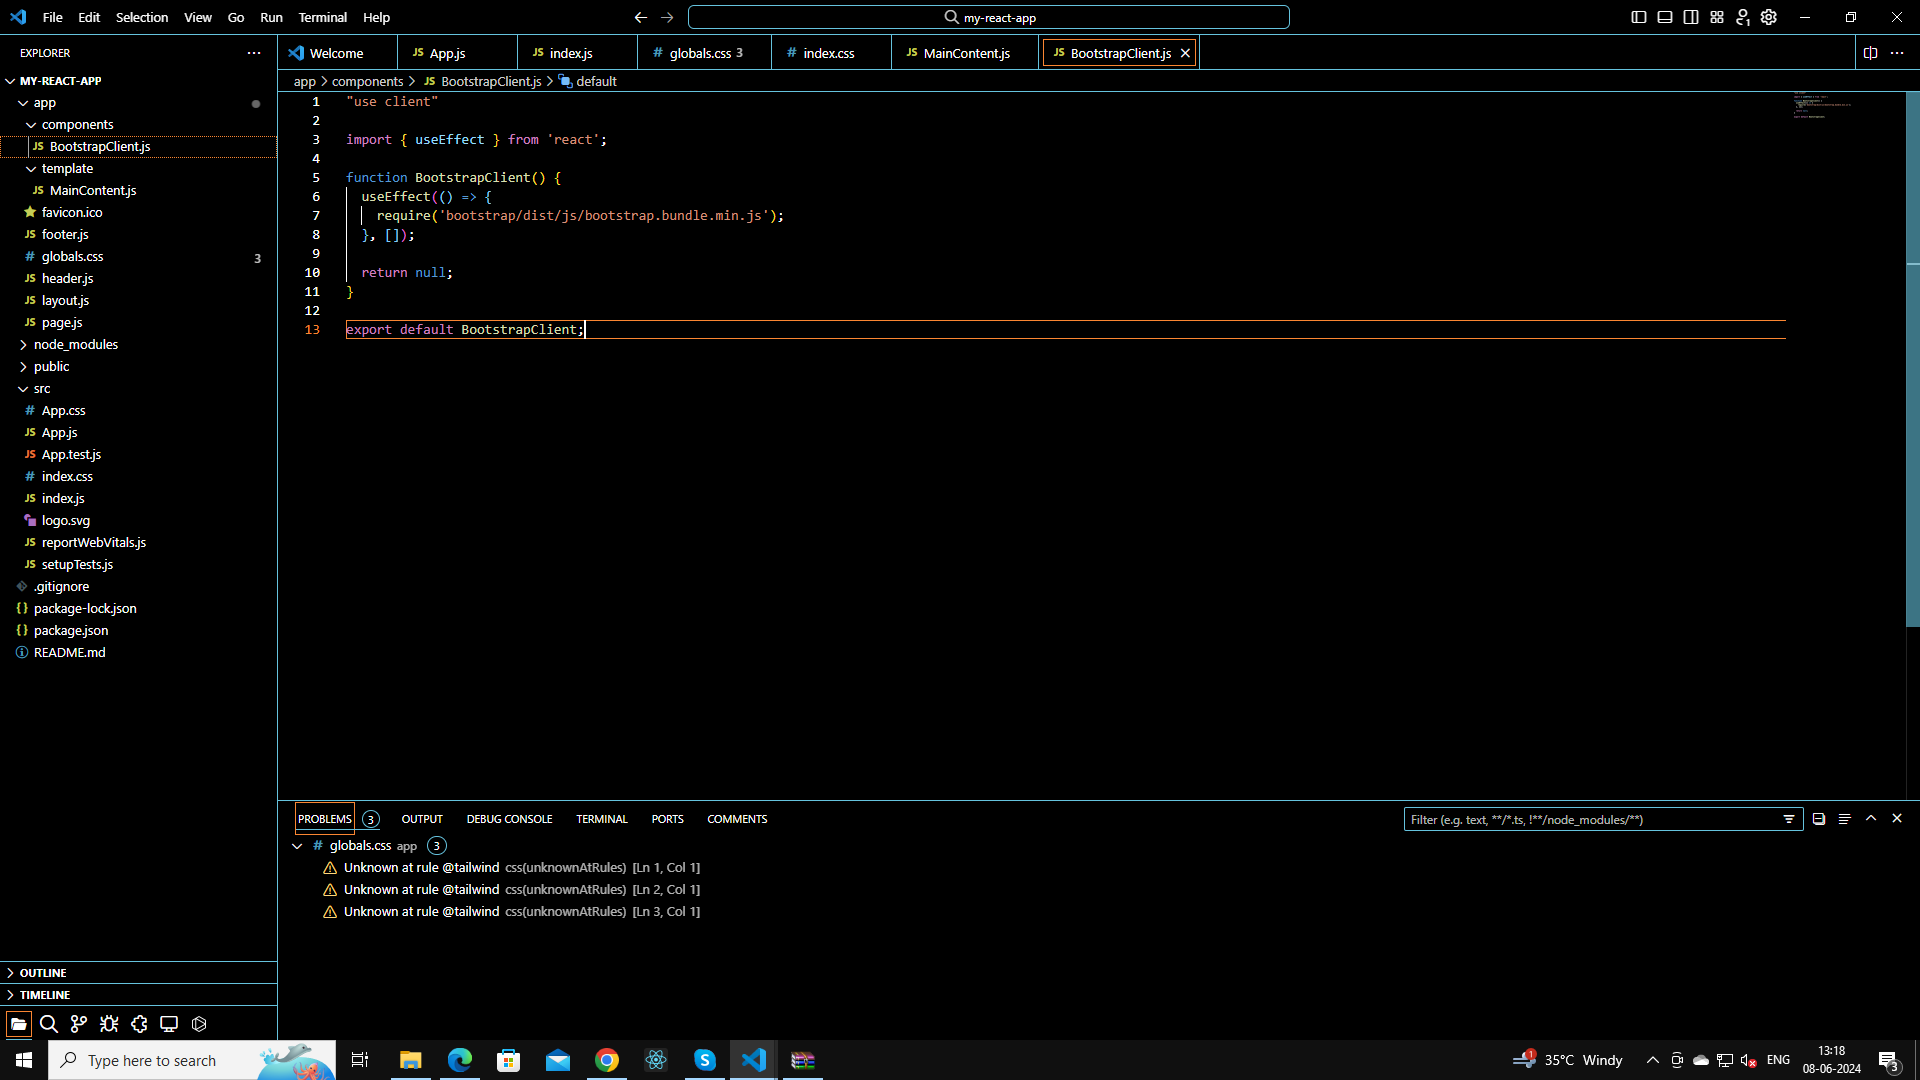 File Edit Selection View Go Run Terminal Help
my-react-app
EXPLORER
MY-REACT-APP
app
components
JS BootstrapClient.js
template
JS MainContent.js
favicon.ico
JS footer.js
# globals.css 3
JS header.js
JS layout.js
JS page.js
node_modules
public
src
# App.css
JS App.js
JS App.test.js
# index.css
JS index.js
logo.svg
JS reportWebVitals.js
JS setupTests.js
.gitignore
{} package-lock.json
{} package.json
README.md
OUTLINE
TIMELINE
Welcome
JS App.js
JS index.js
# globals.css 3
# index.css
JS MainContent.js
JS BootstrapClient.js
app > components > JS BootstrapClient.js > default
1 "use client"
2
3 import { useEffect } from 'react';
4
5 function BootstrapClient() {
6 useEffect(() => {
7 require('bootstrap/dist/js/bootstrap.bundle.min.js');
8 }, []);
9
10 return null;
11 }
12
13 export default BootstrapClient;
PROBLEMS 3 OUTPUT DEBUG CONSOLE TERMINAL PORTS COMMENTS
Filter (e.g. text, **/*.ts, !**/node_modules/**)
# globals.css app 3
Unknown at rule @tailwind css(unknownAtRules) [Ln 1, Col 1]
Unknown at rule @tailwind css(unknownAtRules) [Ln 2, Col 1]
Unknown at rule @tailwind css(unknownAtRules) [Ln 3, Col 1]
Type here to search
1 35°C Windy
ENG
13:18
08-06-2024
3